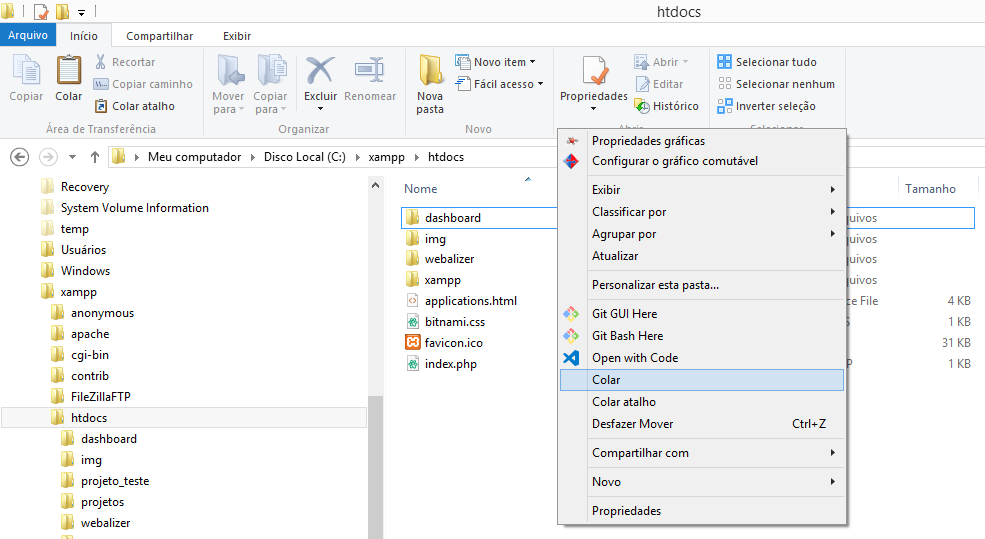 htdocs
Arquivo Início Compartilhar Exibir
Copiar
Colar
Recortar
Copiar caminho
Colar atalho
Área de Transferência
Mover para
Copiar para
Excluir
Renomear
Organizar
Nova pasta
Novo item
Fácil acesso
Novo
Propriedades
Abrir
Editar
Histórico
Abrir
Selecionar tudo
Selecionar nenhum
Inverter seleção
Selecionar
Meu computador Disco Local (C:) xampp htdocs
Recovery
System Volume Information
temp
Usuários
Windows
xampp
anonymous
apache
cgi-bin
contrib
FileZillaFTP
htdocs
dashboard
img
projeto_teste
projetos
webalizer
Nome Tamanho
dashboard quivos
img quivos
webalizer quivos
xampp quivos
applications.html ce File 4 KB
bitnami.css S 1 KB
favicon.ico 31 KB
index.php P 1 KB
Propriedades gráficas
Configurar o gráfico comutável
Exibir
Classificar por
Agrupar por
Atualizar
Personalizar esta pasta...
Git GUI Here
Git Bash Here
Open with Code
Colar
Colar atalho
Desfazer Mover Ctrl+Z
Compartilhar com
Novo
Propriedades